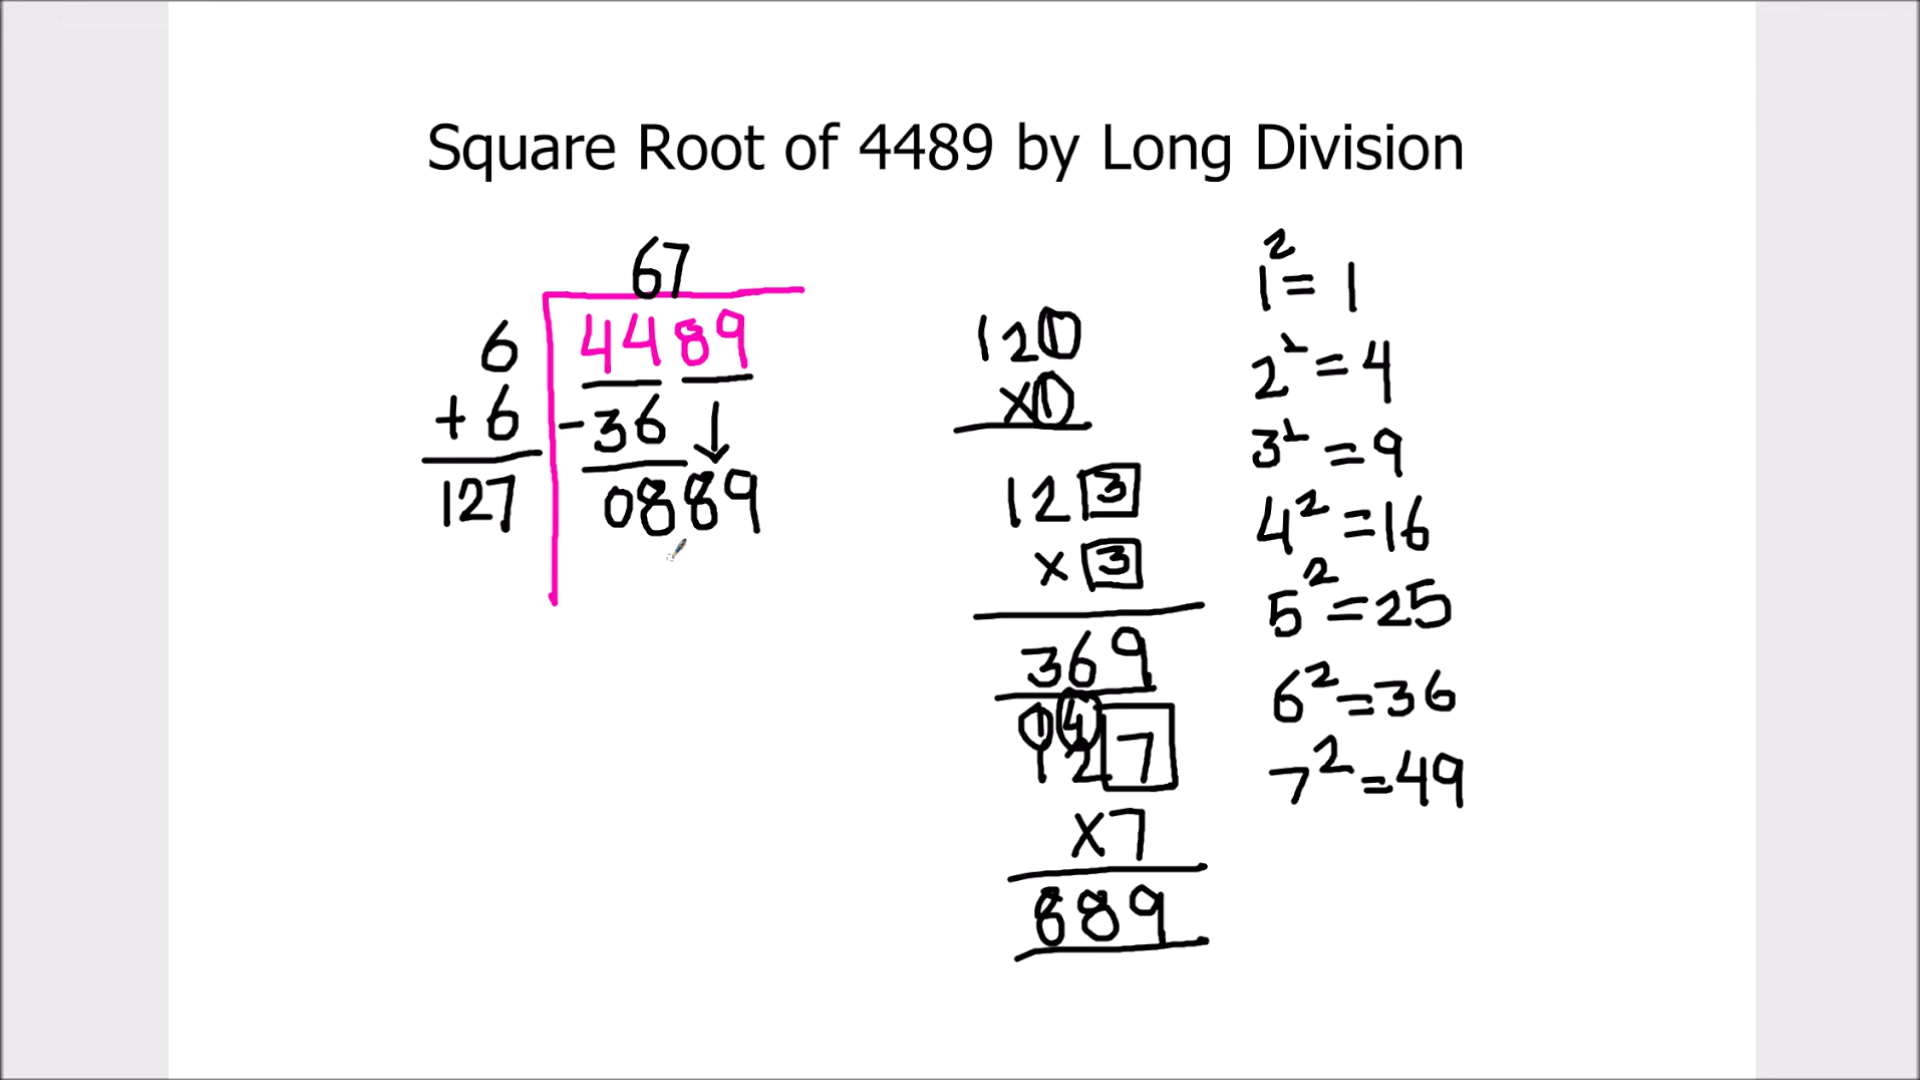 Square Root of 4489 by Long Division
67
6
4489
+ 6
-36 ↓
127
0889
120
x0
123
x3
369
14
127
x7
889
1² = 1
2² = 4
3² = 9
4² = 16
5² = 25
6² = 36
7² = 49